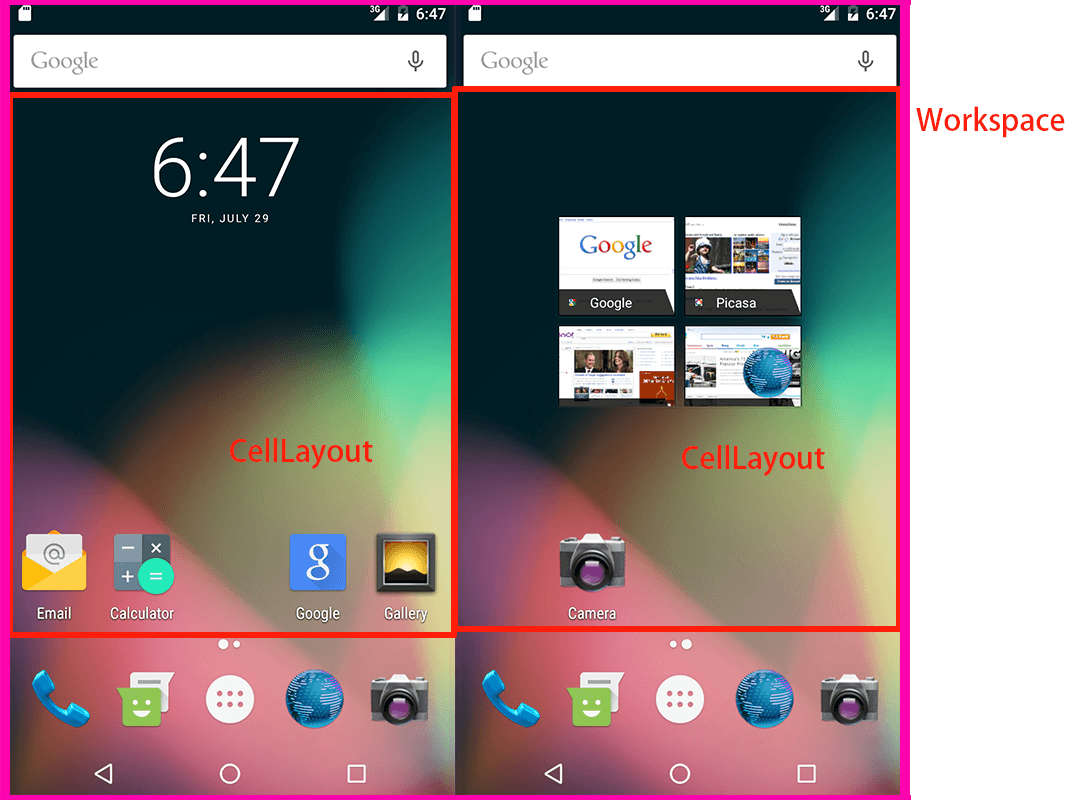 3G 6:47
Google
6:47
FRI, JULY 29
CellLayout
Email Calculator Google Gallery
3G 6:47
Google
Google
Google Picasa
CellLayout
Camera
Workspace